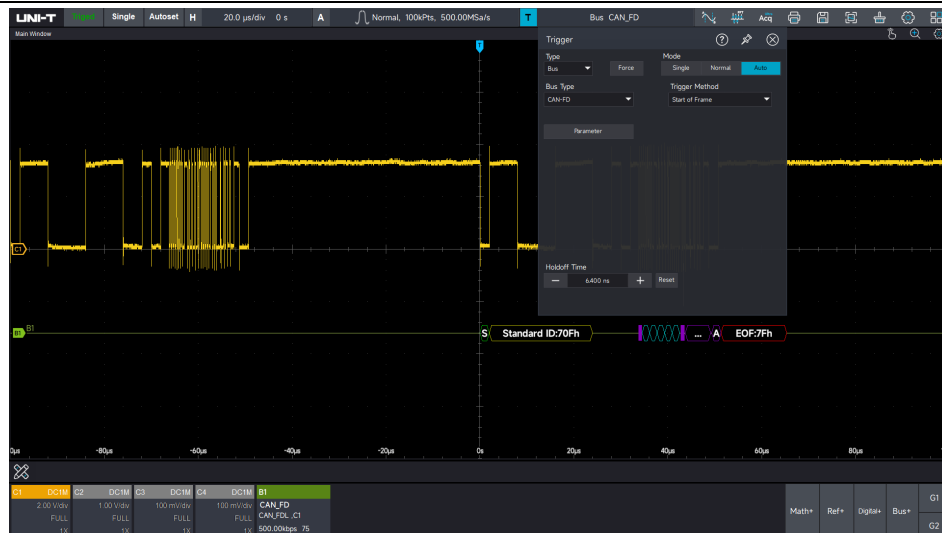 UNI-T Triged Single Autoset H 20.0 μs/div 0 s A Normal, 100kPts, 500.00MSa/s T Bus CAN_FD Acq
Main Window
T
Trigger ?
Type Mode
Bus Force Single Normal Auto
Bus Type Trigger Method
CAN-FD Start of Frame
Parameter
C1
Holdoff Time
— 6.400 ns + Reset
B1 B1
S Standard ID:70Fh ... A EOF:7Fh
0μs -80μs -60μs -40μs -20μs 0s 20μs 40μs 60μs 80μs
C1 DC1M C2 DC1M C3 DC1M C4 DC1M B1
2.00 V/div 1.00 V/div 100 mV/div 100 mV/div CAN_FD
FULL FULL FULL FULL CAN_FDL ,C1
1X 1X 1X 1X 500.00kbps 75
Math+ Ref+ Digital+ Bus+ G1
G2